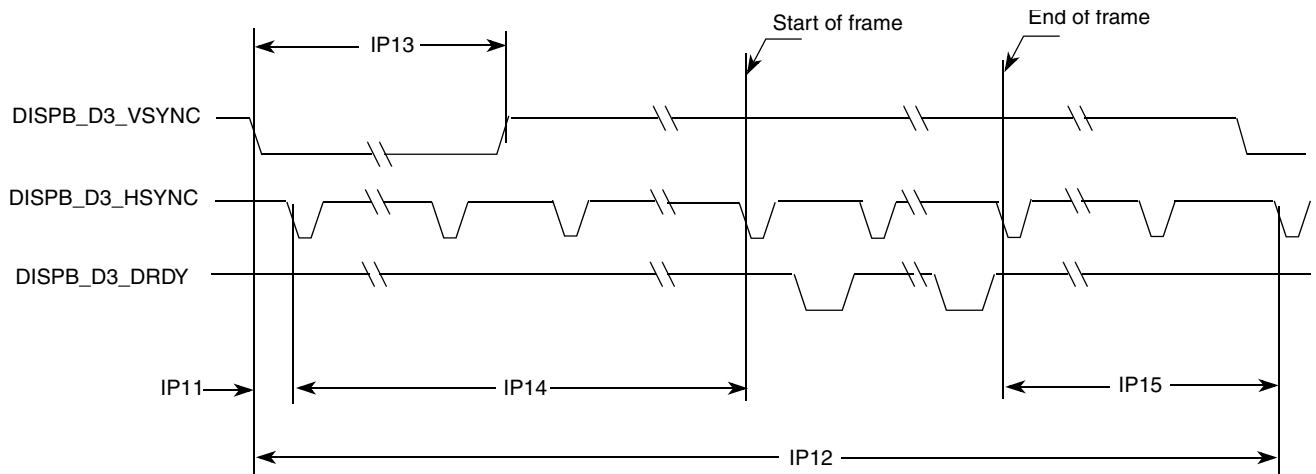 Start of frame
End of frame
IP13
DISPB_D3_VSYNC
DISPB_D3_HSYNC
DISPB_D3_DRDY
IP11
IP14
IP15
IP12